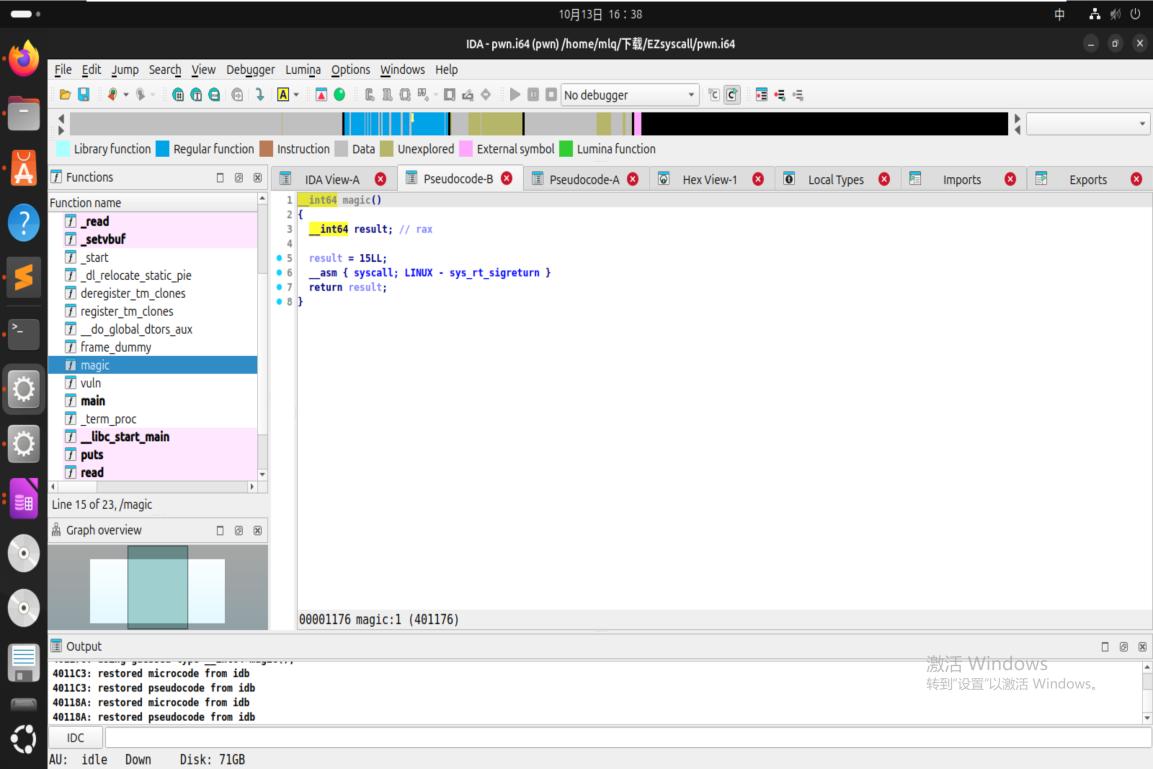 10月13日 16：38
中
IDA - pwn.i64 (pwn) /home/mlq/下载/EZsyscall/pwn.i64
File Edit Jump Search View Debugger Lumina Options Windows Help
No debugger
Library function Regular function Instruction Data Unexplored External symbol Lumina function
Functions
IDA View-A Pseudocode-B Pseudocode-A Hex View-1 Local Types Imports Exports
Function name
_read
_setvbuf
_start
_dl_relocate_static_pie
deregister_tm_clones
register_tm_clones
__do_global_dtors_aux
frame_dummy
magic
vuln
main
_term_proc
__libc_start_main
puts
read
Line 15 of 23, /magic
Graph overview
1 __int64 magic()
2 {
3 __int64 result; // rax
4
5 result = 15LL;
6 __asm { syscall; LINUX - sys_rt_sigreturn }
7 return result;
8 }
00001176 magic:1 (401176)
Output
4011C3: restored microcode from idb
4011C3: restored pseudocode from idb
40118A: restored microcode from idb
40118A: restored pseudocode from idb
激活 Windows
转到"设置"以激活 Windows。
IDC
AU: idle Down Disk: 71GB